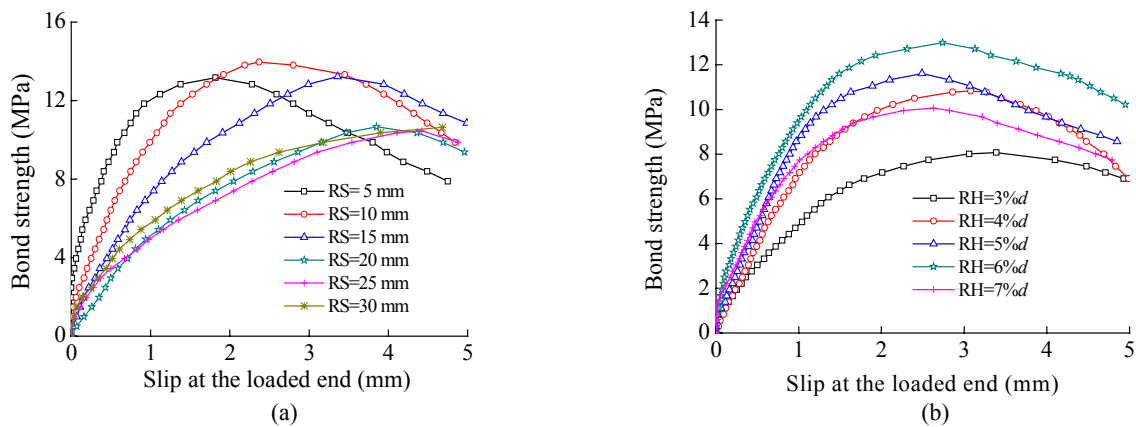 16
12
8
4
0
Bond strength (MPa)
RS= 5 mm
RS= 10 mm
RS= 15 mm
RS= 20 mm
RS= 25 mm
RS= 30 mm
0 1 2 3 4 5
Slip at the loaded end (mm)
(a)
14
12
10
8
6
4
2
0
Bond strength (MPa)
RH=3%d
RH=4%d
RH=5%d
RH=6%d
RH=7%d
0 1 2 3 4 5
Slip at the loaded end (mm)
(b)